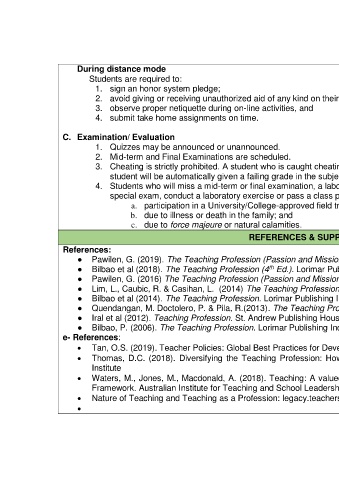 During distance mode
Students are required to:
1. sign an honor system pledge;
2. avoid giving or receiving unauthorized aid of any kind on their
3. observe proper netiquette during on-line activities, and
4. submit take home assignments on time.
C. Examination/ Evaluation
1. Quizzes may be announced or unannounced.
2. Mid-term and Final Examinations are scheduled.
3. Cheating is strictly prohibited. A student who is caught cheatin
student will be automatically given a failing grade in the subje
4. Students who will miss a mid-term or final examination, a labo
special exam, conduct a laboratory exercise or pass a class p
a. participation in a University/College-approved field tr
b. due to illness or death in the family; and
c. due to force majeure or natural calamities.
REFERENCES & SUPP
References:
• Pawilen, G. (2019). The Teaching Profession (Passion and Missio
• Bilbao et al (2018). The Teaching Profession (4th Ed.). Lorimar Pub
• Pawilen, G. (2016) The Teaching Profession (Passion and Mission
• Lim, L., Caubic, R. & Casihan, L. (2014) The Teaching Profession
• Bilbao et al (2014). The Teaching Profession. Lorimar Publishing I
• Quendangan, M. Doctolero, P. & Pila, R.(2013). The Teaching Pro
• Iral et al (2012). Teaching Profession. St. Andrew Publishing Hous
• Bilbao, P. (2006). The Teaching Profession. Lorimar Publishing Inc
e- References:
• Tan, O.S. (2019). Teacher Policies: Global Best Practices for Deve
• Thomas, D.C. (2018). Diversifying the Teaching Profession: How
Institute
• Waters, M., Jones, M., Macdonald, A. (2018). Teaching: A value
Framework. Australian Institute for Teaching and School Leadersh
• Nature of Teaching and Teaching as a Profession: legacy.teachers
•